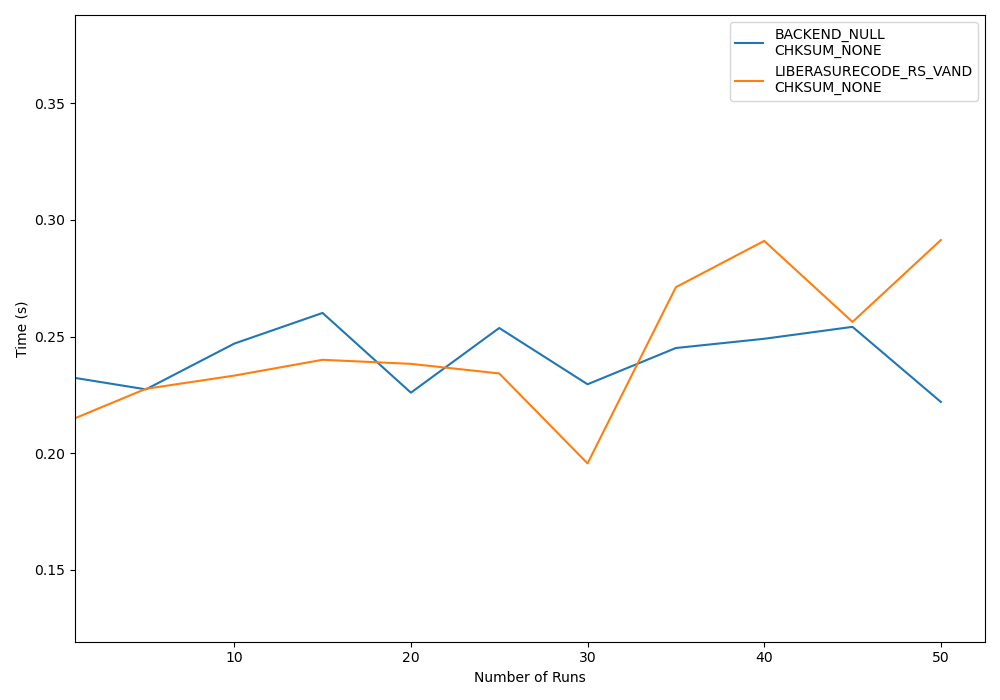 BACKEND_NULL
CHKSUM_NONE
LIBERASURECODE_RS_VAND
CHKSUM_NONE
0.35
0.30
0.25
0.20
0.15
Time (s)
10 20 30 40 50
Number of Runs